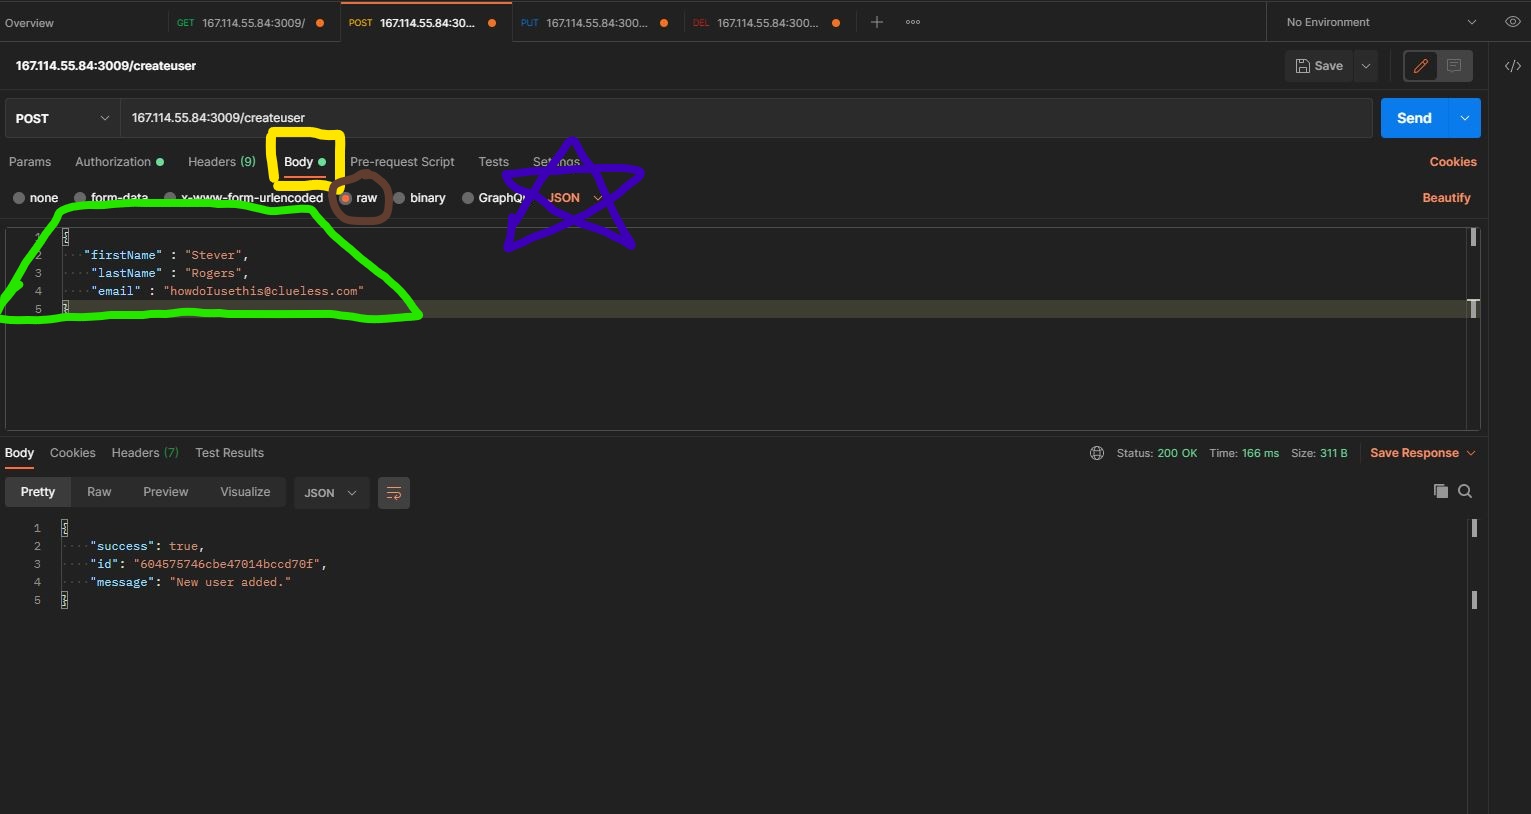 Overview GET 167.114.55.84:3009/ POST 167.114.55.84:30... PUT 167.114.55.84:300... DEL 167.114.55.84:300... No Environment
167.114.55.84:3009/createuser Save </>
POST 167.114.55.84:3009/createuser Send
Params Authorization Headers (9) Body Pre-request Script Tests Settings Cookies
none form-data x-www-form-urlencoded raw binary GraphQ JSON Beautify
1 {
2 "firstName" : "Stever",
3 "lastName" : "Rogers",
4 "email" : "howdoIusethis@clueless.com"
5 }
Body Cookies Headers (7) Test Results Status: 200 OK Time: 166 ms Size: 311 B Save Response
Pretty Raw Preview Visualize JSON
1 {
2 "success": true,
3 "id": "604575746cbe47014bccd70f",
4 "message": "New user added."
5 }